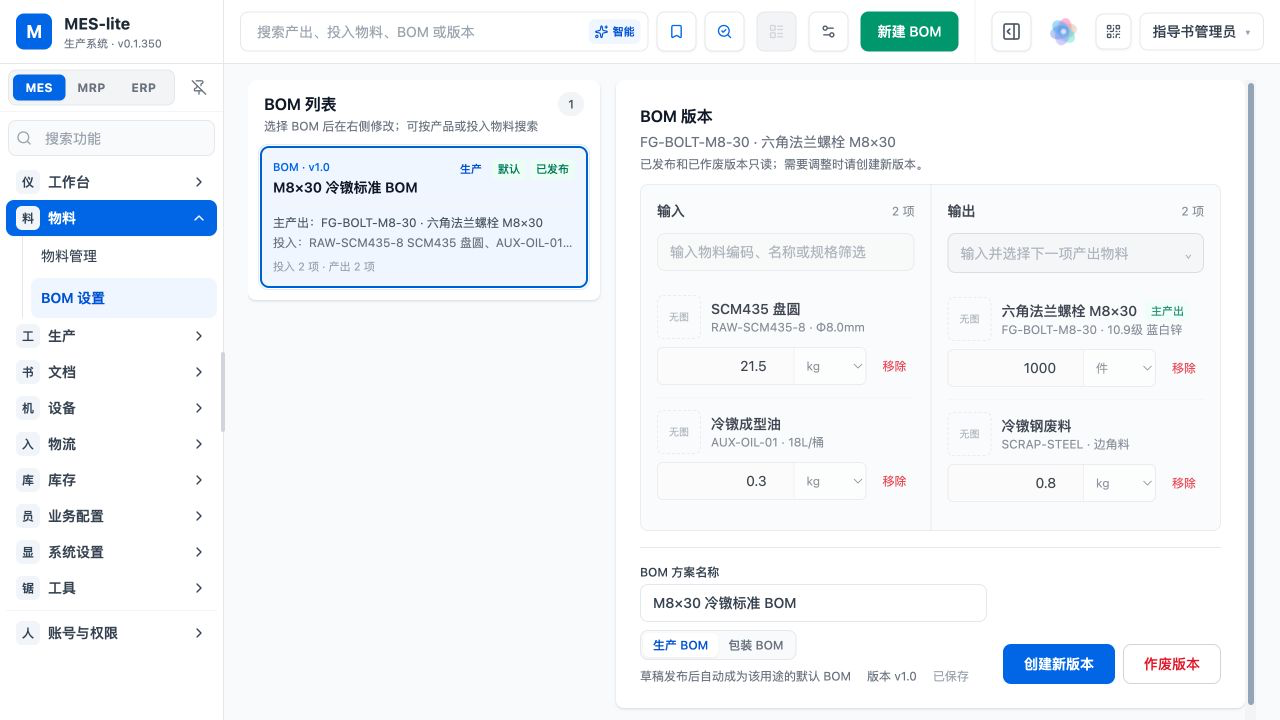 M
MES-lite
生产系统 · v0.1.350
搜索产出、投入物料、BOM 或版本
智能
新建 BOM
指导书管理员
MES
MRP
ERP
搜索功能
仪 工作台
料 物料
物料管理
BOM 设置
工 生产
书 文档
机 设备
入 物流
库 库存
员 业务配置
显 系统设置
锯 工具
人 账号与权限
BOM 列表
1
选择 BOM 后在右侧修改；可按产品或投入物料搜索
BOM · v1.0
生产 默认 已发布
M8×30 冷镦标准 BOM
主产出：FG-BOLT-M8-30 · 六角法兰螺栓 M8×30
投入：RAW-SCM435-8 SCM435 盘圆、AUX-OIL-01...
投入 2 项 · 产出 2 项
BOM 版本
FG-BOLT-M8-30 · 六角法兰螺栓 M8×30
已发布和已作废版本只读；需要调整时请创建新版本。
输入
2 项
输入物料编码、名称或规格筛选
无图
SCM435 盘圆
RAW-SCM435-8 · Φ8.0mm
21.5
kg
移除
无图
冷镦成型油
AUX-OIL-01 · 18L/桶
0.3
kg
移除
输出
2 项
输入并选择下一项产出物料
无图
六角法兰螺栓 M8×30
主产出
FG-BOLT-M8-30 · 10.9级 蓝白锌
1000
件
移除
无图
冷镦钢废料
SCRAP-STEEL · 边角料
0.8
kg
移除
BOM 方案名称
M8×30 冷镦标准 BOM
生产 BOM
包装 BOM
草稿发布后自动成为该用途的默认 BOM
版本 v1.0
已保存
创建新版本
作废版本